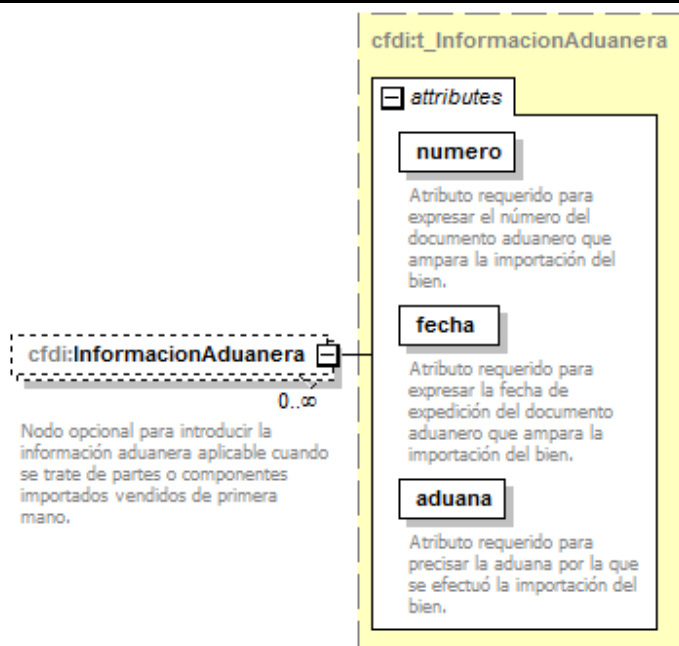 cfdi:t_InformacionAduanera
attributes
numero
Atributo requerido para
expresar el número del
documento aduanero que
ampara la importación del
bien.
fecha
Atributo requerido para
expresar la fecha de
expedición del documento
aduanero que ampara la
importación del bien.
aduana
Atributo requerido para
precisar la aduana por la que
se efectuó la importación del
bien.
cfdi:InformacionAduanera
0..∞
Nodo opcional para introducir la
información aduanera aplicable cuando
se trate de partes o componentes
importados vendidos de primera
mano.